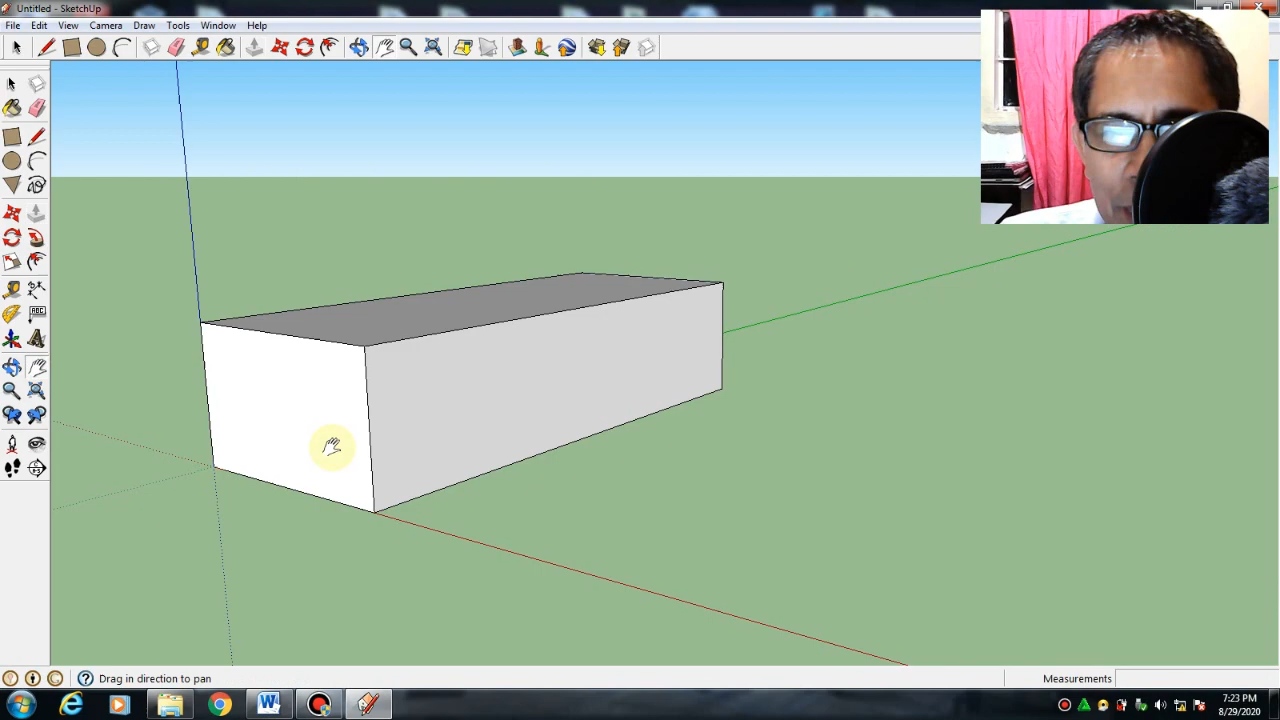 Untitled - SketchUp
File Edit View Camera Draw Tools Window Help
ABC
Drag in direction to pan
Measurements
7:23 PM
8/29/2020